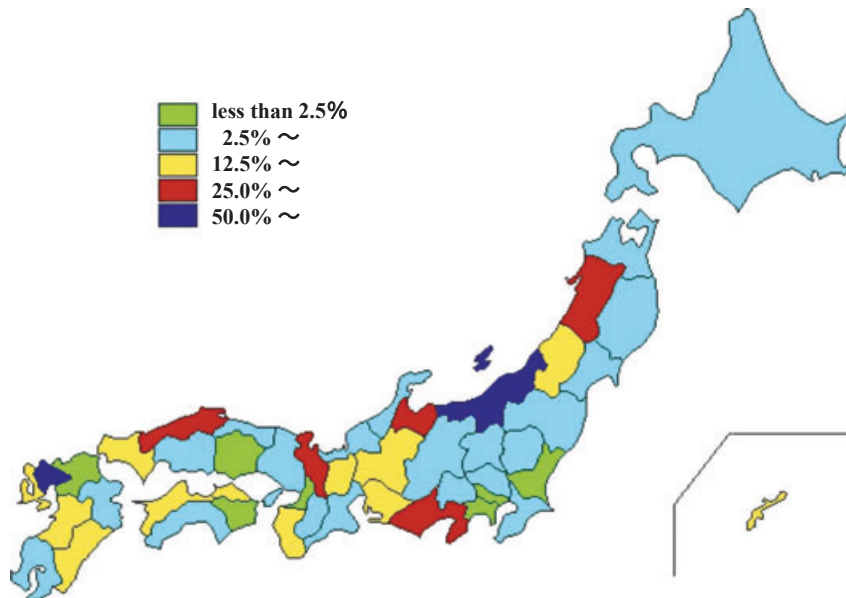 less than 2.5%
2.5% ～
12.5% ～
25.0% ～
50.0% ～